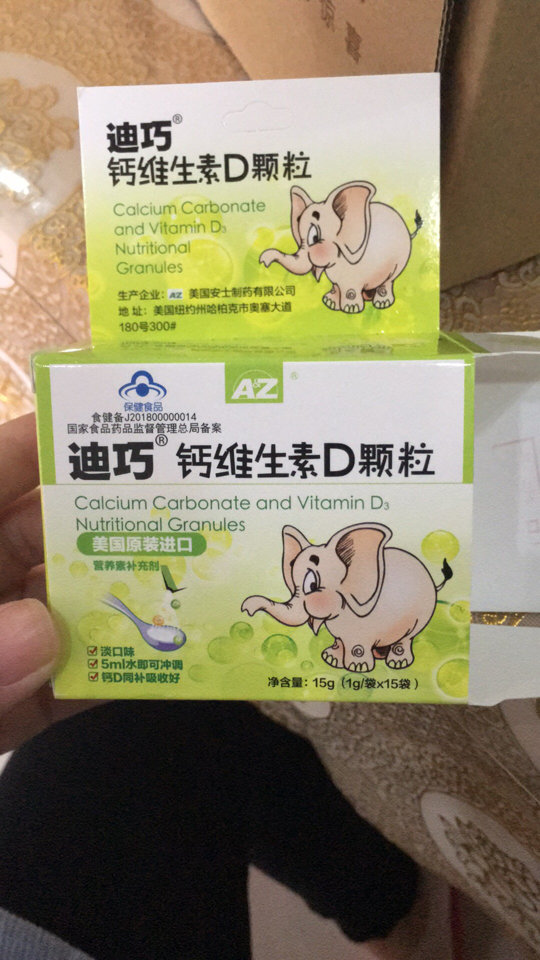 迪巧®
钙维生素D颗粒
Calcium Carbonate
and Vitamin D₃
Nutritional
Granules
生产企业：AZ 美国安士制药有限公司
地 址：美国纽约州哈柏克市奥塞大道
180号300#
A&Z ®
保健食品
食健备J201800000014
国家食品药品监督管理总局备案
迪巧® 钙维生素D颗粒
Calcium Carbonate and Vitamin D₃
Nutritional Granules
美国原装进口
营养素补充剂
淡口味
5ml水即可冲调
钙D同补吸收好
净含量：15g（1g/袋x15袋）